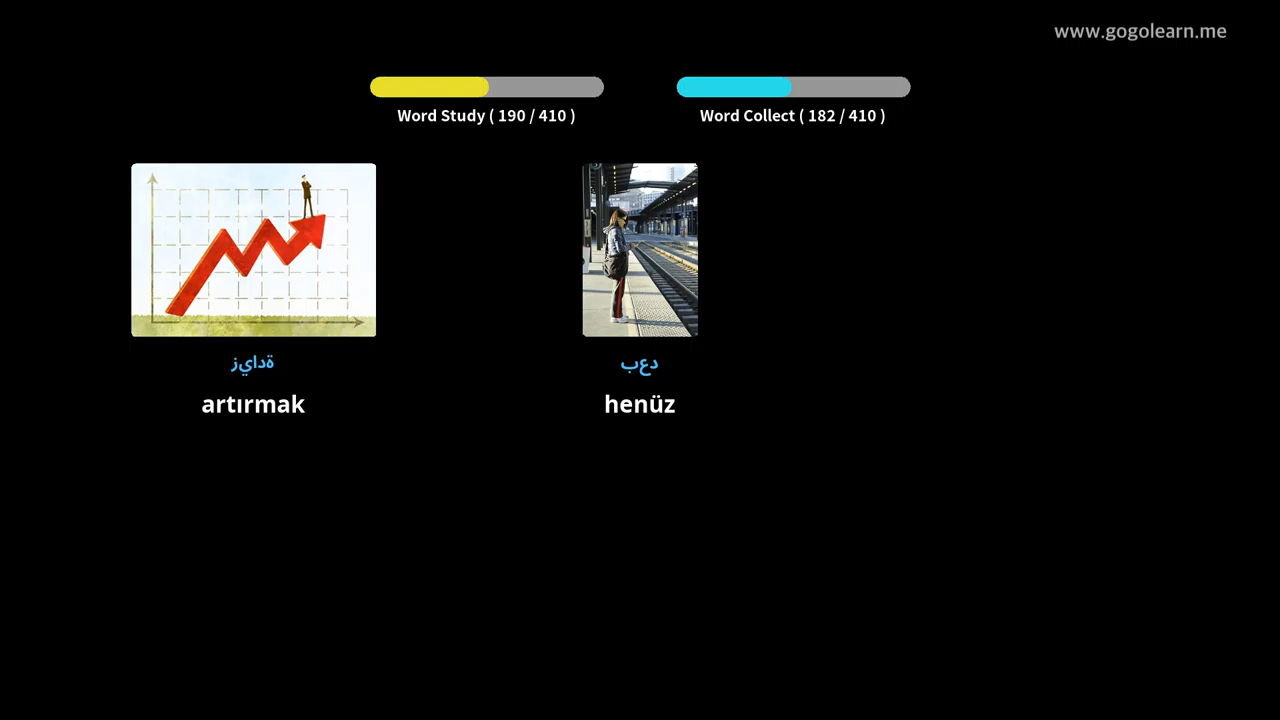 www.gogolearn.me
Word Study ( 190 / 410 )
Word Collect ( 182 / 410 )
ةدايز
artırmak
دعب
henüz